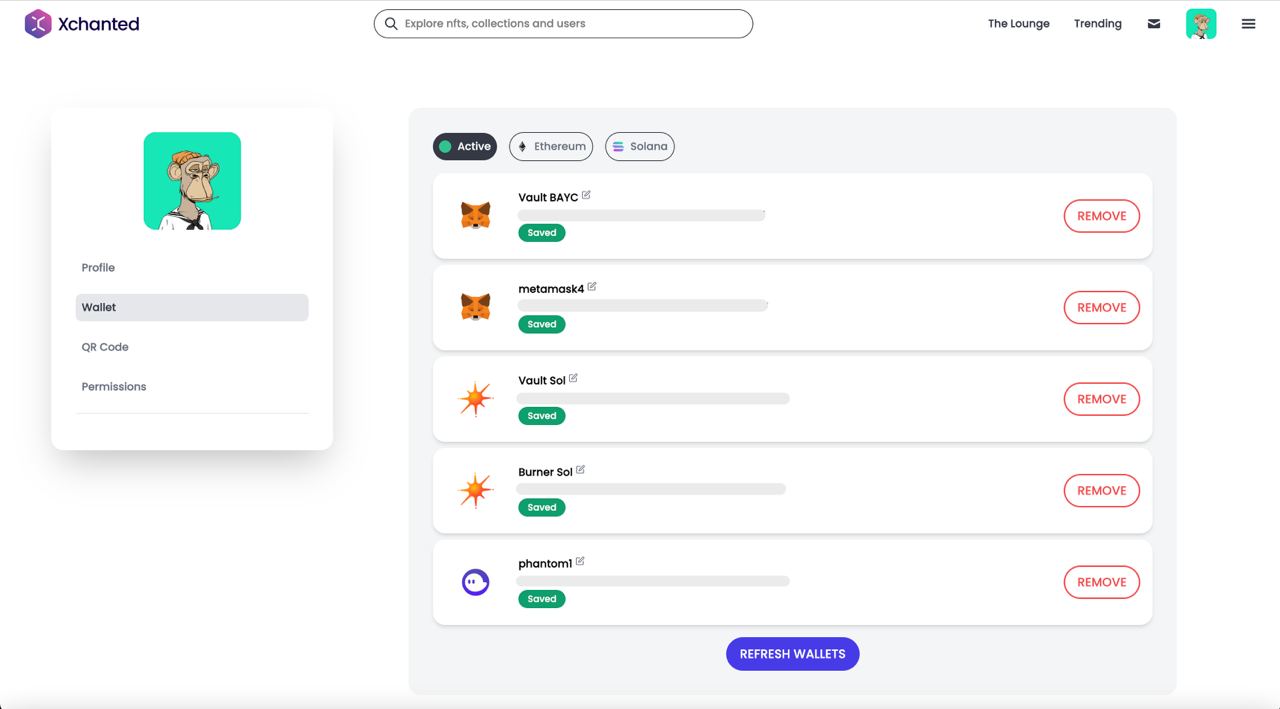 Xchanted
Explore nfts, collections and users
The Lounge
Trending
Profile
Wallet
QR Code
Permissions
Active
Ethereum
Solana
Vault BAYC
Saved
REMOVE
metamask4
Saved
REMOVE
Vault Sol
Saved
REMOVE
Burner Sol
Saved
REMOVE
phantom1
Saved
REMOVE
REFRESH WALLETS